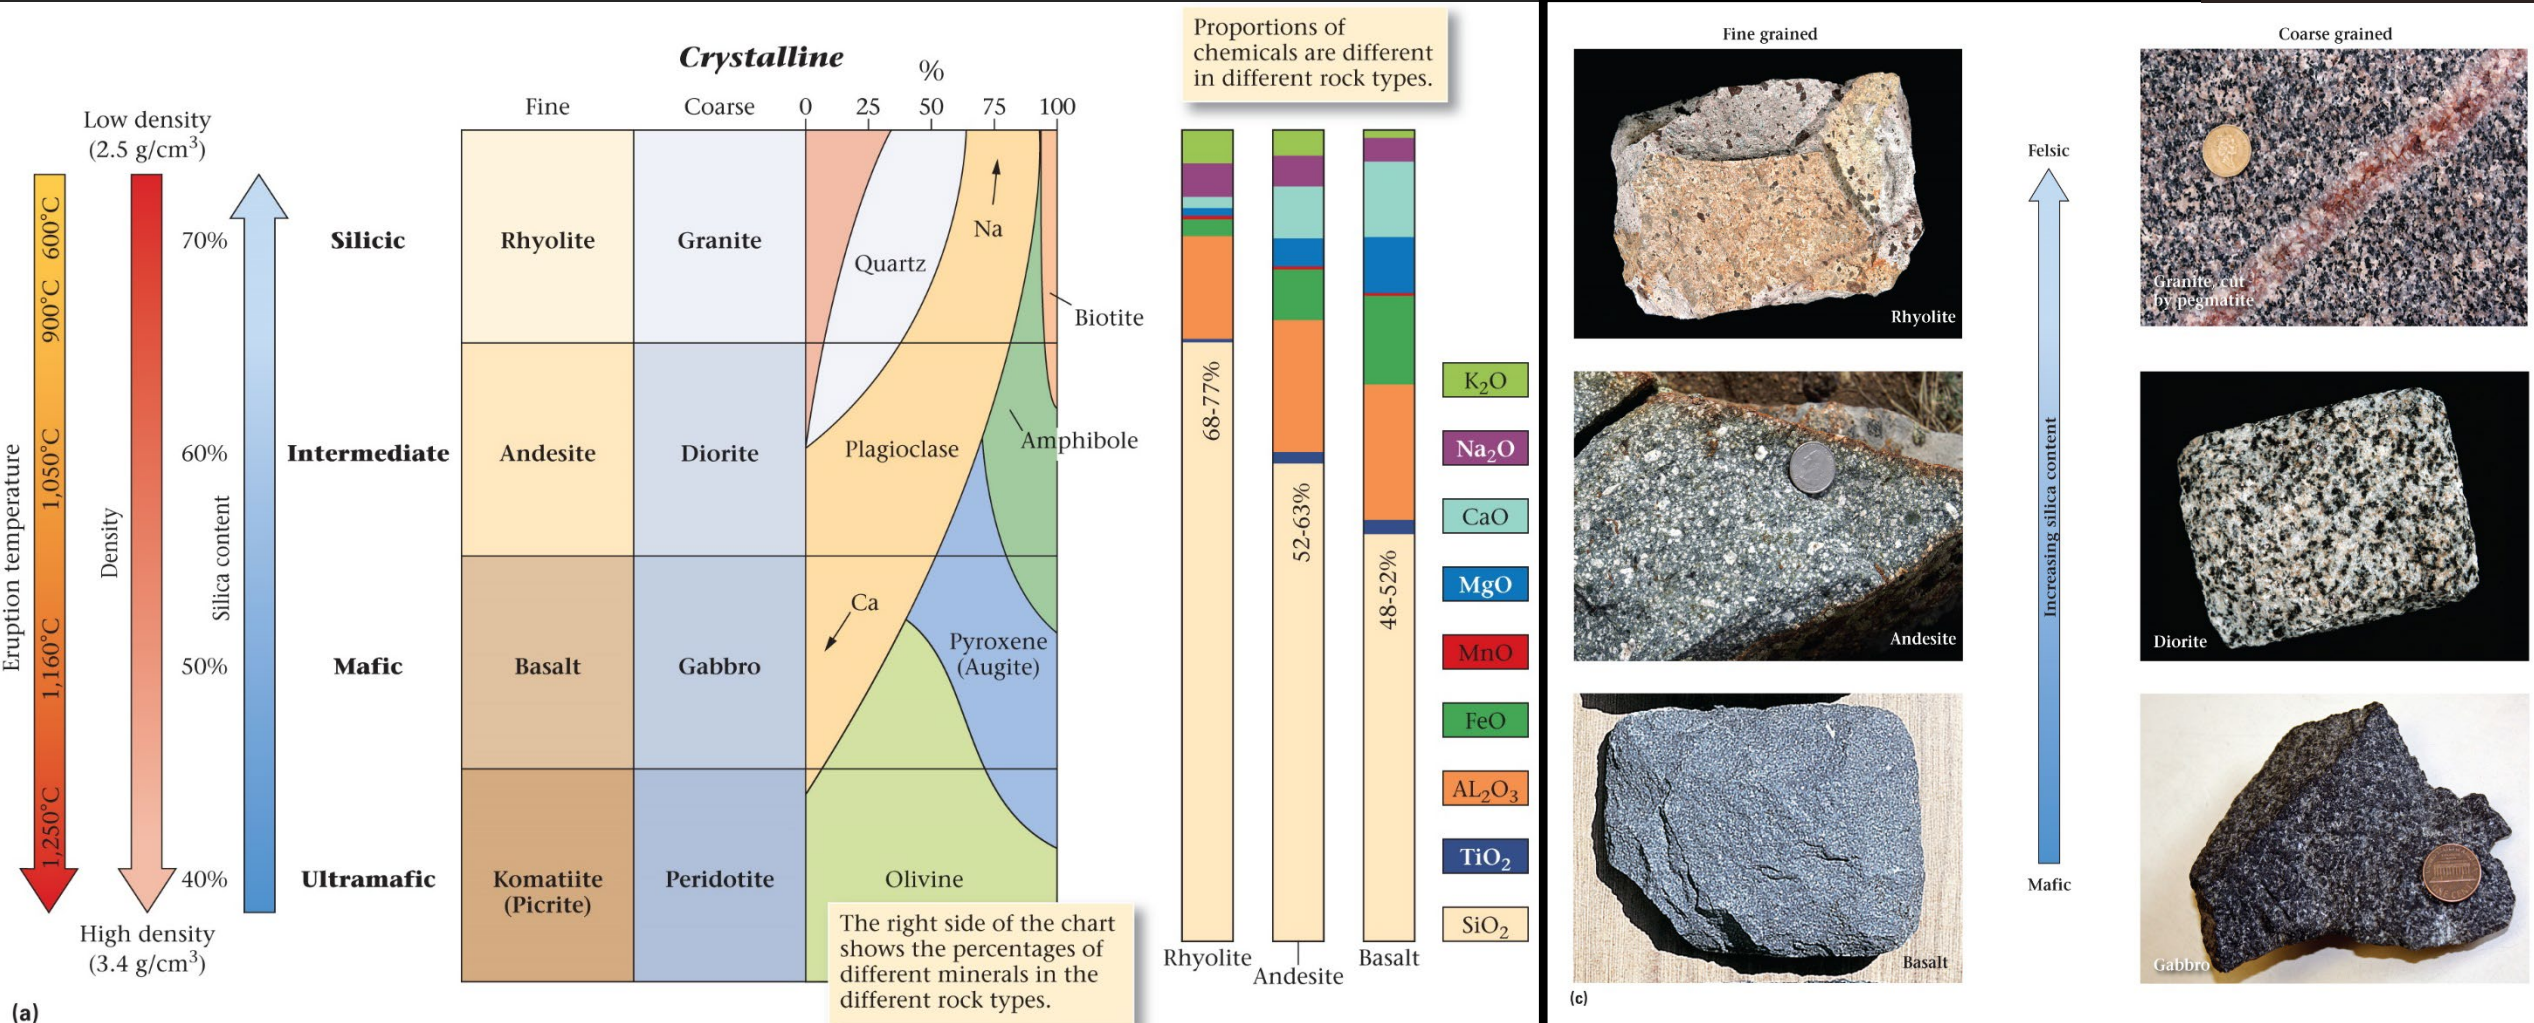 Crystalline
%
Fine
Coarse
0
25
50
75
100
Low density
(2.5 g/cm³)
Eruption temperature
600°C
900°C
1,050°C
1,160°C
1,250°C
Density
Silica content
70%
60%
50%
40%
High density
(3.4 g/cm³)
Silicic
Rhyolite
Granite
Intermediate
Andesite
Diorite
Mafic
Basalt
Gabbro
Ultramafic
Komatiite
(Picrite)
Peridotite
Quartz
Na
Biotite
Plagioclase
Amphibole
Ca
Pyroxene
(Augite)
Olivine
The right side of the chart
shows the percentages of
different minerals in the
different rock types.
(a)
Proportions of
chemicals are different
in different rock types.
68-77%
52-63%
48-52%
Rhyolite
Andesite
Basalt
K₂O
Na₂O
CaO
MgO
MnO
FeO
AL₂O₃
TiO₂
SiO₂
Fine grained
Coarse grained
Rhyolite
Granite, cut
by pegmatite
Felsic
Increasing silica content
Mafic
Andesite
Diorite
Basalt
Gabbro
(c)